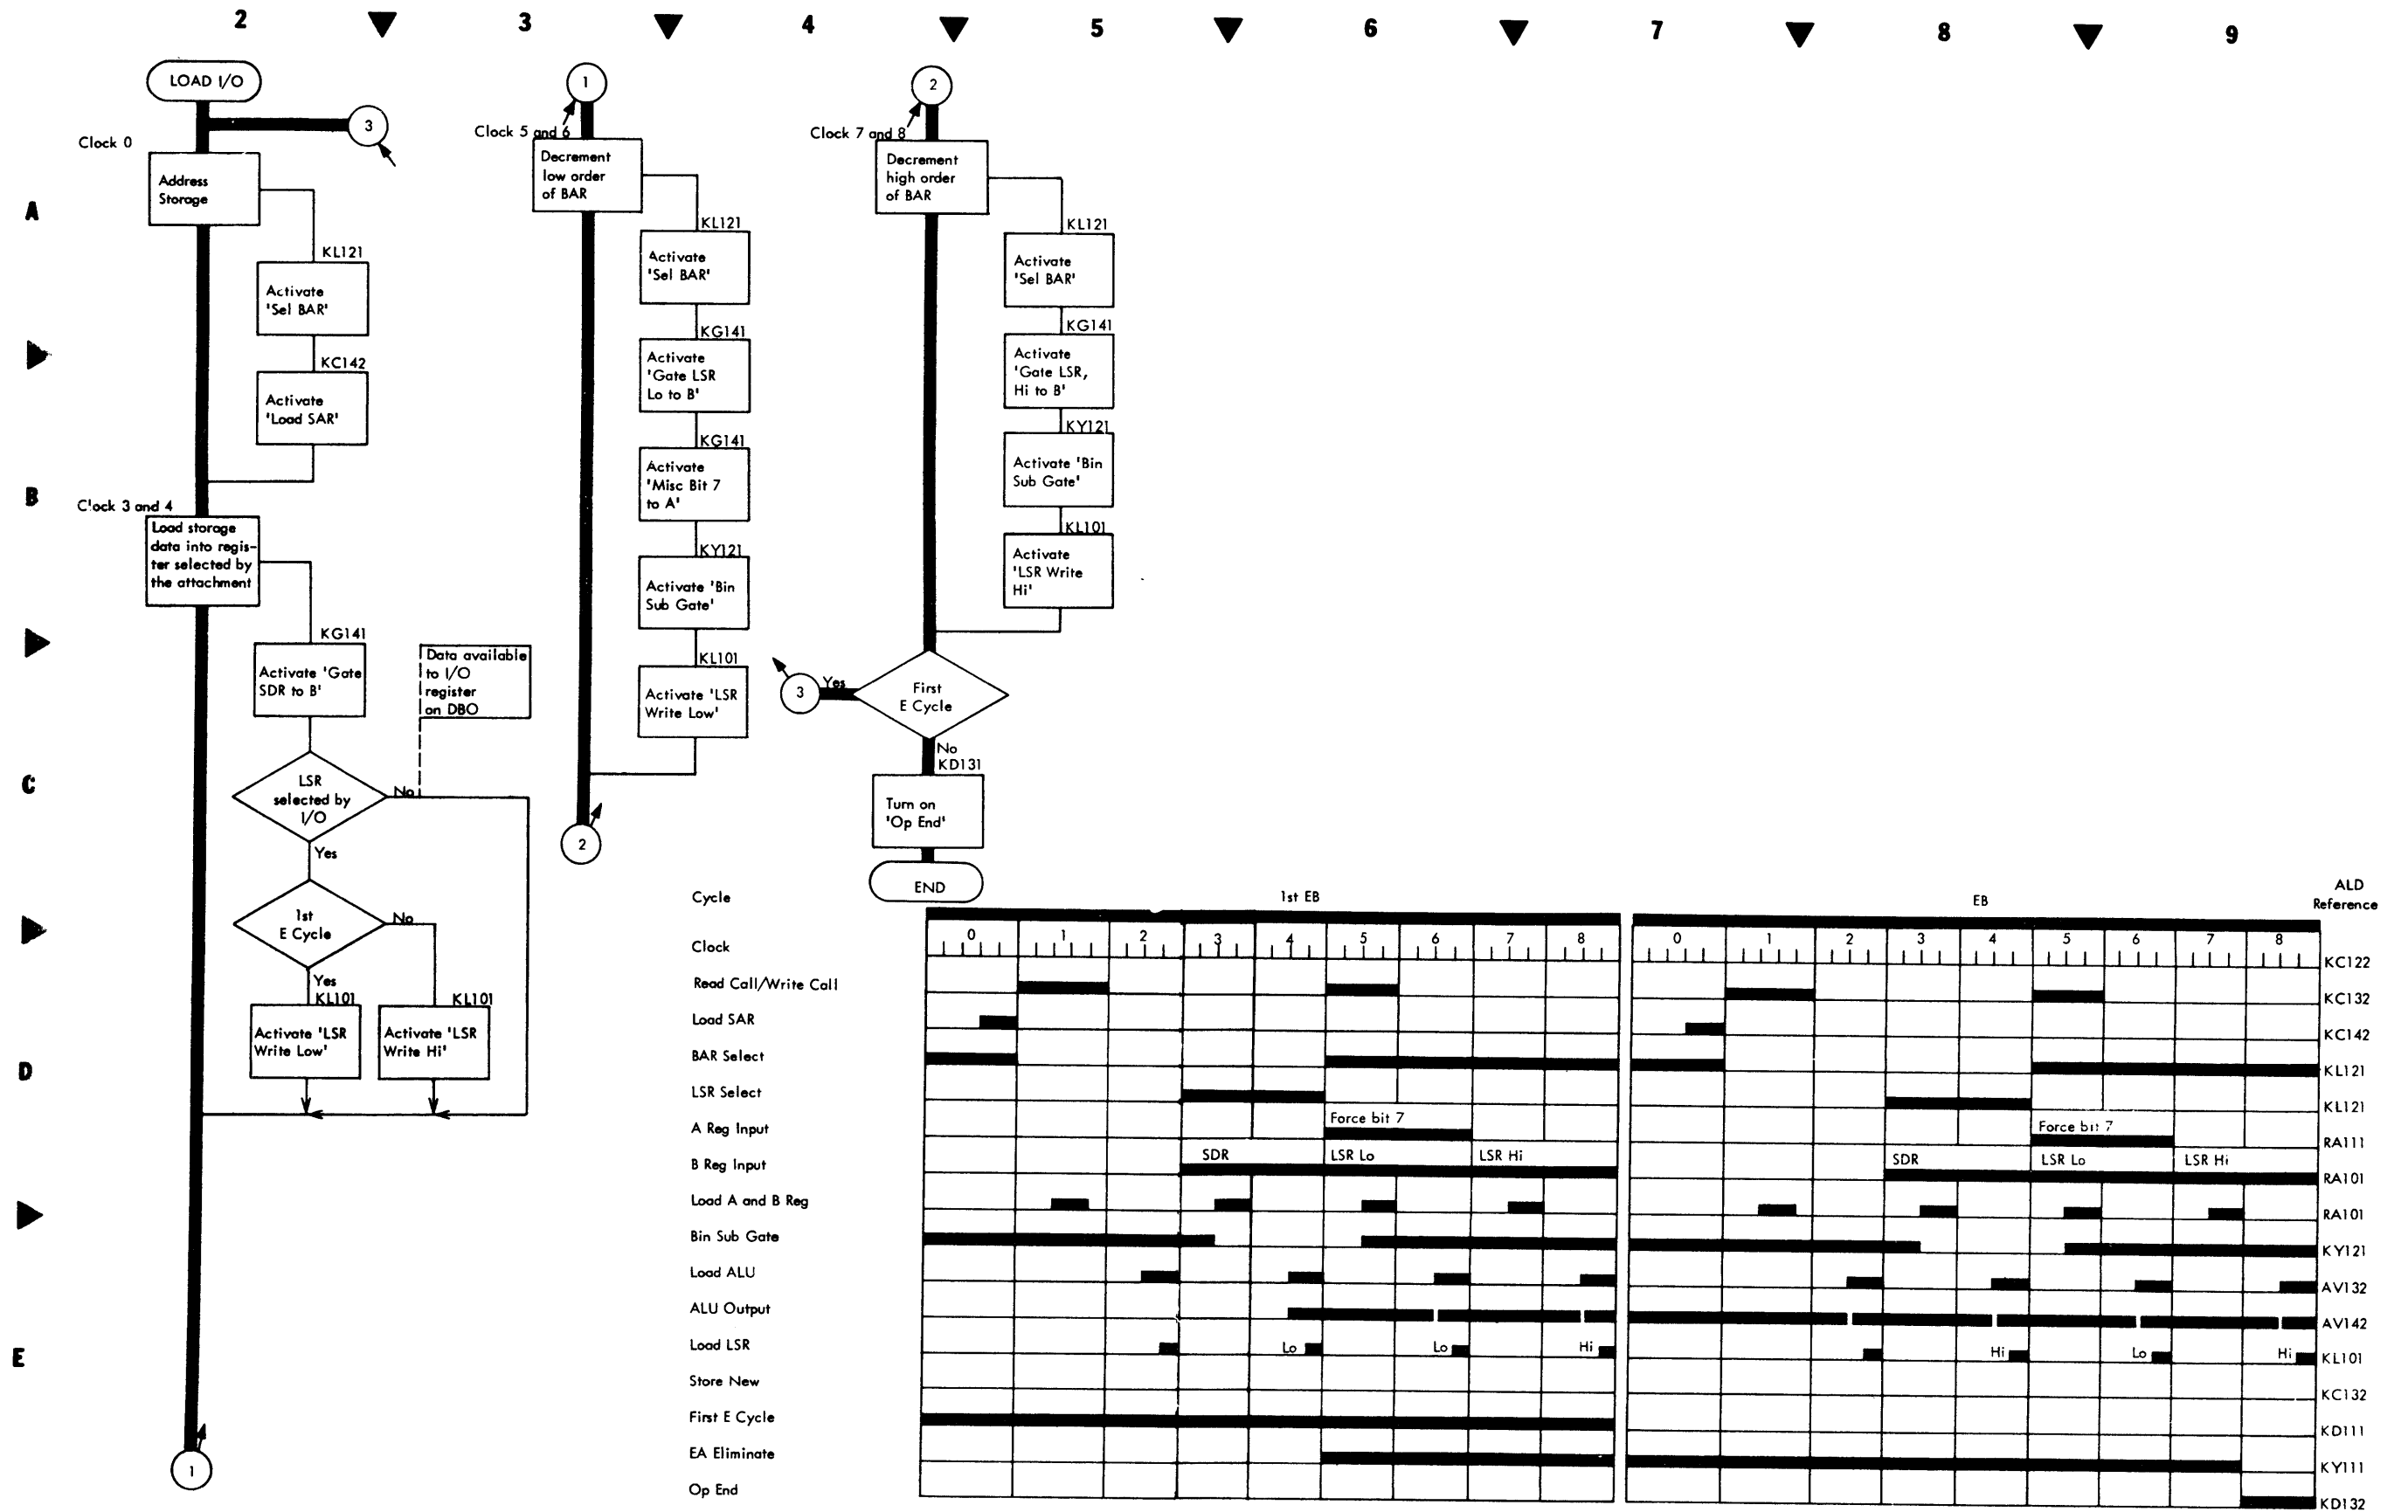 2 3 4 5 6 7 8 9
A
B
C
D
E
LOAD I/O
3
Clock 0
Address
Storage
KL121
Activate
'Sel BAR'
KC142
Activate
'Load SAR'
Clock 3 and 4
Load storage
data into regis-
ter selected by
the attachment
KG141
Activate 'Gate
SDR to B'
Data available
to I/O
register
on DBO
LSR
selected by
I/O
No
Yes
1st
E Cycle
No
Yes
KL101
Activate 'LSR
Write Low'
KL101
Activate 'LSR
Write Hi'
1
1
Clock 5 and 6
Decrement
low order
of BAR
KL121
Activate
'Sel BAR'
KG141
Activate
'Gate LSR
Lo to B'
KG141
Activate
'Misc Bit 7
to A'
KY121
Activate 'Bin
Sub Gate'
KL101
Activate 'LSR
Write Low'
2
2
Clock 7 and 8
Decrement
high order
of BAR
KL121
Activate
'Sel BAR'
KG141
Activate
'Gate LSR,
Hi to B'
KY121
Activate 'Bin
Sub Gate'
KL101
Activate
'LSR Write
Hi'
3
Yes
First
E Cycle
No
KD131
Turn on
'Op End'
END
Cycle 1st EB EB ALD
Reference
Clock 0 1 2 3 4 5 6 7 8 0 1 2 3 4 5 6 7 8 KC122
Read Call/Write Call KC132
Load SAR KC142
BAR Select KL121
LSR Select KL121
A Reg Input Force bit 7 Force bit 7 RA111
B Reg Input SDR LSR Lo LSR Hi SDR LSR Lo LSR Hi RA101
Load A and B Reg RA101
Bin Sub Gate KY121
Load ALU AV132
ALU Output AV142
Load LSR Lo Lo Hi Hi Lo Hi KL101
Store New KC132
First E Cycle KD111
EA Eliminate KY111
Op End KD132